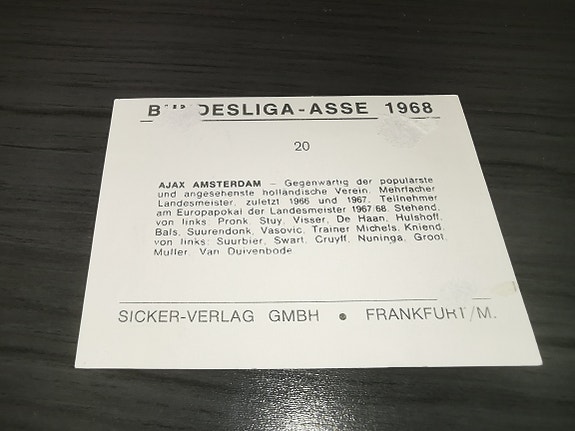 BUNDESLIGA-ASSE 1968
20
AJAX AMSTERDAM – Gegenwärtig der populärste
und angesehenste holländische Verein. Mehrfacher
Landesmeister, zuletzt 1966 und 1967. Teilnehmer
am Europapokal der Landesmeister 1967/68. Stehend,
von links: Pronk, Stuy, Visser, De Haan, Hulshoff,
Bals, Suurendonk, Vasovic, Trainer Michels. Kniend,
von links: Suurbier, Swart, Cruyff, Nuninga, Groot,
Muller, Van Duivenbode.
SICKER-VERLAG GMBH • FRANKFURT/M.